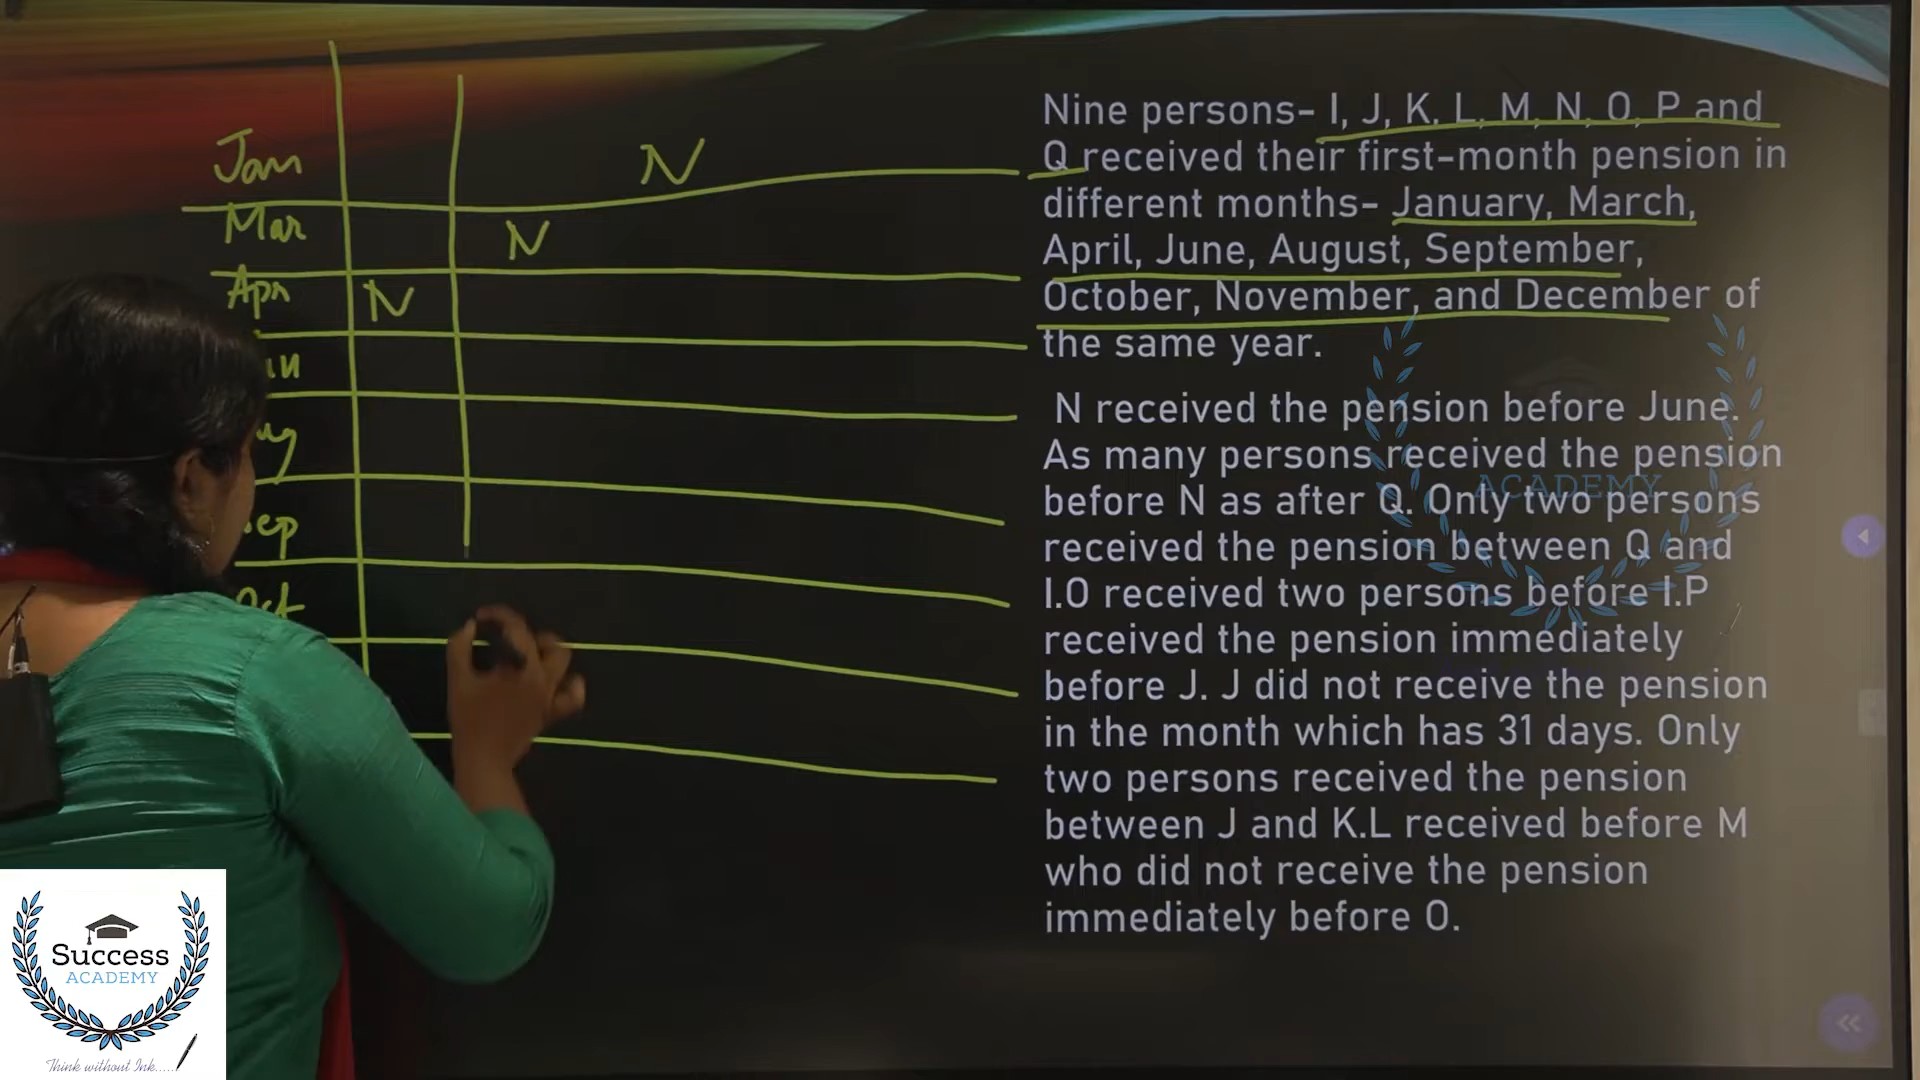 Jan N
Mar N
Apr N
Nine persons- I, J, K, L, M, N, O, P and
Q received their first-month pension in
different months- January, March,
April, June, August, September,
October, November, and December of
the same year.
N received the pension before June.
As many persons received the pension
before N as after Q. Only two persons
received the pension between Q and
I.O received two persons before I.P
received the pension immediately
before J. J did not receive the pension
in the month which has 31 days. Only
two persons received the pension
between J and K.L received before M
who did not receive the pension
immediately before O.
ACADEMY
Success
ACADEMY
Think without Ink.....